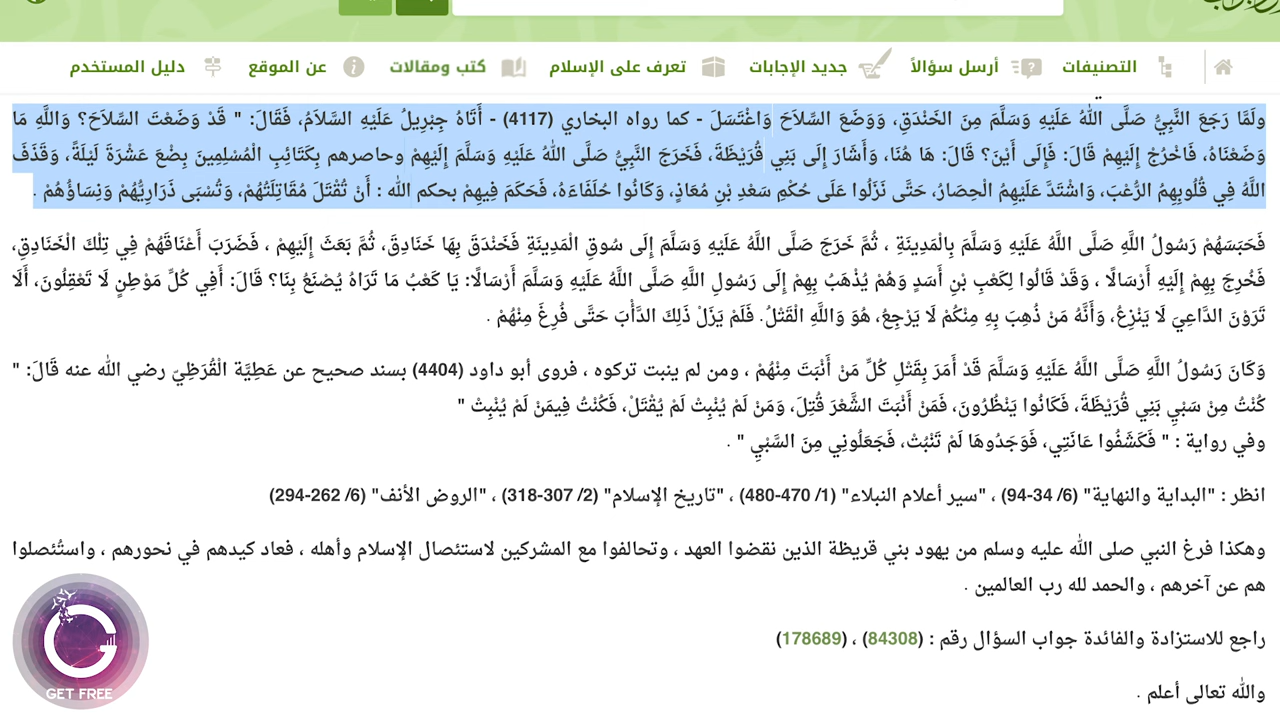 التصنيفات أرسل سؤالاً جديد الإجابات تعرف على الإسلام كتب ومقالات عن الموقع دليل المستخدم
ولَمَّا رَجَعَ النَّبِيُّ صَلَّى اللَّهُ عَلَيْهِ وَسَلَّمَ مِنَ الخَنْدَقِ، وَوَضَعَ السِّلاَحَ وَاغْتَسَلَ - كما رواه البخاري (4117) - أَتَاهُ جِبْرِيلُ عَلَيْهِ السَّلاَمُ، فَقَالَ: " قَدْ وَضَعْتَ السِّلاَحَ؟ وَاللَّهِ مَا
وَضَعْنَاهُ، فَاخْرُجْ إِلَيْهِمْ قَالَ: فَإِلَى أَيْنَ؟ قَالَ: هَا هُنَا، وَأَشَارَ إِلَى بَنِي قُرَيْظَةَ، فَخَرَجَ النَّبِيُّ صَلَّى اللَّهُ عَلَيْهِ وَسَلَّمَ إِلَيْهِمْ وحاصرهم بِكَتَائِبِ الْمُسْلِمِينَ بِضْعَ عَشْرَةَ لَيْلَةً، وَقَذَفَ
اللَّهُ فِي قُلُوبِهِمُ الرُّعْبَ، وَاشْتَدَّ عَلَيْهِمُ الْحِصَارُ، حَتَّى نَزَلُوا عَلَى حُكْمِ سَعْدِ بْنِ مُعَاذٍ، وَكَانُوا حُلَفَاءَهُ، فَحَكَمَ فِيهِمْ بحكم الله : أَنْ تُقْتَلَ مُقَاتِلَتُهُمْ، وَتُسْبَى ذَرَارِيُّهُمْ وَنِسَاؤُهُمْ .
فَحَبَسَهُمْ رَسُولُ اللَّهِ صَلَّى اللَّهُ عَلَيْهِ وَسَلَّمَ بِالْمَدِينَةِ ، ثُمَّ خَرَجَ صَلَّى اللَّهُ عَلَيْهِ وَسَلَّمَ إِلَى سُوقِ الْمَدِينَةِ فَخَنْدَقَ بِهَا خَنَادِقَ، ثُمَّ بَعَثَ إِلَيْهِمْ ، فَضَرَبَ أَعْنَاقَهُمْ فِي تِلْكَ الْخَنَادِقِ،
فَخُرِجَ بِهِمْ إِلَيْهِ أَرْسَالًا ، وَقَدْ قَالُوا لِكَعْبِ بْنِ أَسَدٍ وَهُمْ يُذْهَبُ بِهِمْ إِلَى رَسُولِ اللَّهِ صَلَّى اللَّهُ عَلَيْهِ وَسَلَّمَ أَرْسَالًا: يَا كَعْبُ مَا تَرَاهُ يُصْنَعُ بِنَا؟ قَالَ: أَفِي كُلِّ مَوْطِنٍ لَا تَعْقِلُونَ، أَلَا
تَرَوْنَ الدَّاعِيَ لَا يَنْزِعُ، وَأَنَّهُ مَنْ ذُهِبَ بِهِ مِنْكُمْ لَا يَرْجِعُ، هُوَ وَاللَّهِ الْقَتْلُ. فَلَمْ يَزَلْ ذَلِكَ الدَّأْبَ حَتَّى فُرِغَ مِنْهُمْ .
وَكَانَ رَسُولُ اللَّهِ صَلَّى اللَّهُ عَلَيْهِ وَسَلَّمَ قَدْ أَمَرَ بِقَتْلِ كُلِّ مَنْ أَنْبَتَ مِنْهُمْ ، ومن لم ينبت تركوه ، فروى أبو داود (4404) بسند صحيح عن عَطِيَّة الْقُرَظِيّ رضي الله عنه قَالَ: "
كُنْتُ مِنْ سَبْيِ بَنِي قُرَيْظَةَ، فَكَانُوا يَنْظُرُونَ، فَمَنْ أَنْبَتَ الشَّعْرَ قُتِلَ، وَمَنْ لَمْ يُنْبِتْ لَمْ يُقْتَلْ، فَكُنْتُ فِيمَنْ لَمْ يُنْبِتْ "
وفي رواية : " فَكَشَفُوا عَانَتِي، فَوَجَدُوهَا لَمْ تَنْبُتْ، فَجَعَلُونِي مِنَ السَّبْيِ " .
انظر : "البداية والنهاية" (6/ 34-94) ، "سير أعلام النبلاء" (1/ 470-480) ، "تاريخ الإسلام" (2/ 307-318) ، "الروض الأنف" (6/ 262-294)
وهكذا فرغ النبي صلى الله عليه وسلم من يهود بني قريظة الذين نقضوا العهد ، وتحالفوا مع المشركين لاستئصال الإسلام وأهله ، فعاد كيدهم في نحورهم ، واستُئصلوا
هم عن آخرهم ، والحمد لله رب العالمين .
راجع للاستزادة والفائدة جواب السؤال رقم : (84308) ، (178689)
والله تعالى أعلم .
GET FREE